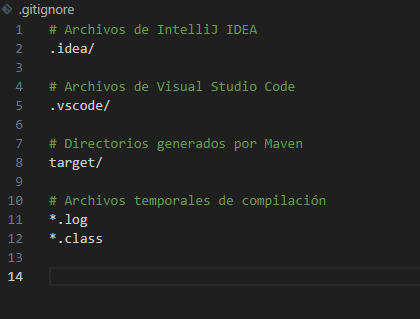 .gitignore
1 # Archivos de IntelliJ IDEA
2 .idea/
3
4 # Archivos de Visual Studio Code
5 .vscode/
6
7 # Directorios generados por Maven
8 target/
9
10 # Archivos temporales de compilación
11 *.log
12 *.class
13
14